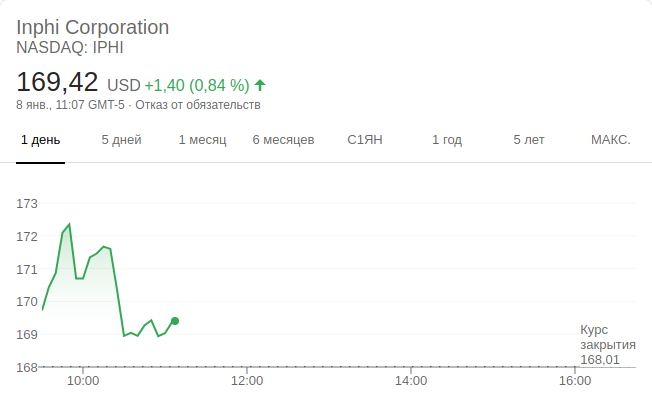 Inphi Corporation
NASDAQ: IPHI
169,42 USD +1,40 (0,84 %)
8 янв., 11:07 GMT-5 · Отказ от обязательств
1 день 5 дней 1 месяц 6 месяцев С1ЯН 1 год 5 лет МАКС.
173
172
171
170
169
168
Курс
закрытия
168,01
10:00 12:00 14:00 16:00